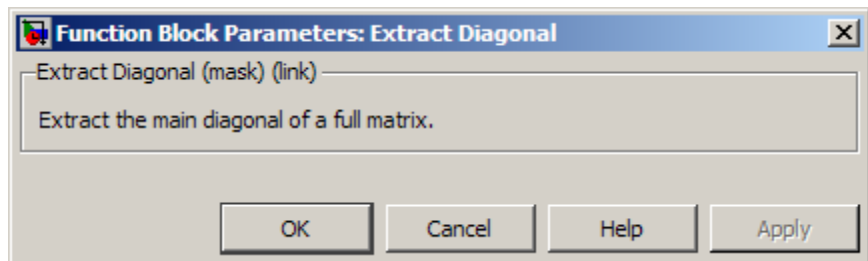 Function Block Parameters: Extract Diagonal
Extract Diagonal (mask) (link)
Extract the main diagonal of a full matrix.
OK Cancel Help Apply